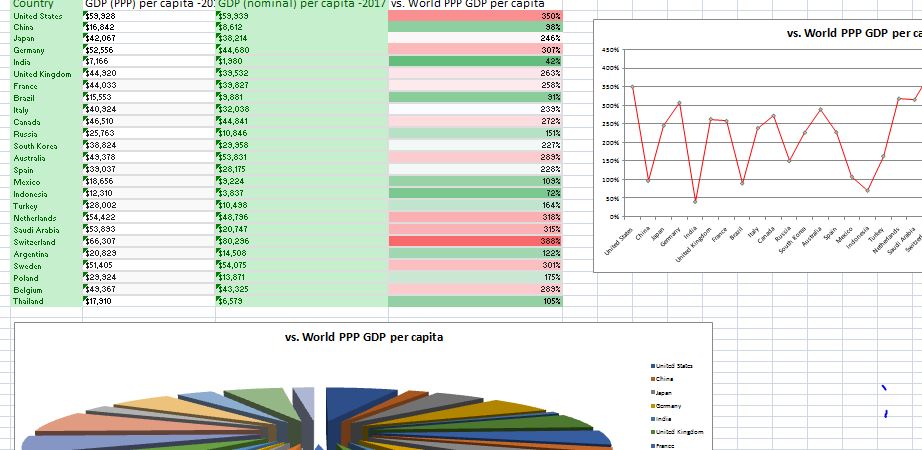 Country GDP (PPP) per capita -20 GDP (nominal) per capita -2017 vs. World PPP GDP per capita
United States $59,928 $59,939 350%
China $16,842 $8,612 98%
Japan $42,067 $38,214 246%
Germany $52,556 $44,680 307%
India $7,166 $1,980 42%
United Kingdom $44,920 $39,532 263%
France $44,033 $39,827 258%
Brazil $15,553 $9,881 91%
Italy $40,924 $32,038 239%
Canada $46,510 $44,841 272%
Russia $25,763 $10,846 151%
South Korea $38,824 $29,958 227%
Australia $49,378 $53,831 289%
Spain $39,037 $28,175 228%
Mexico $18,656 $9,224 109%
Indonesia $12,310 $3,837 72%
Turkey $28,002 $10,498 164%
Netherlands $54,422 $48,796 318%
Saudi Arabia $53,893 $20,747 315%
Switzerland $66,307 $80,296 388%
Argentina $20,829 $14,508 122%
Sweden $51,405 $54,075 301%
Poland $29,924 $13,871 175%
Belgium $49,367 $43,325 289%
Thailand $17,910 $6,579 105%
vs. World PPP GDP per ca
450%
400%
350%
300%
250%
200%
150%
100%
50%
0%
United States
China
Japan
Germany
India
United Kingdom
France
Brazil
Italy
Canada
Russia
South Korea
Australia
Spain
Mexico
Indonesia
Turkey
Netherlands
Saudi Arabia
Switzerl
vs. World PPP GDP per capita
United States
China
Japan
Germany
India
United Kingdom
France